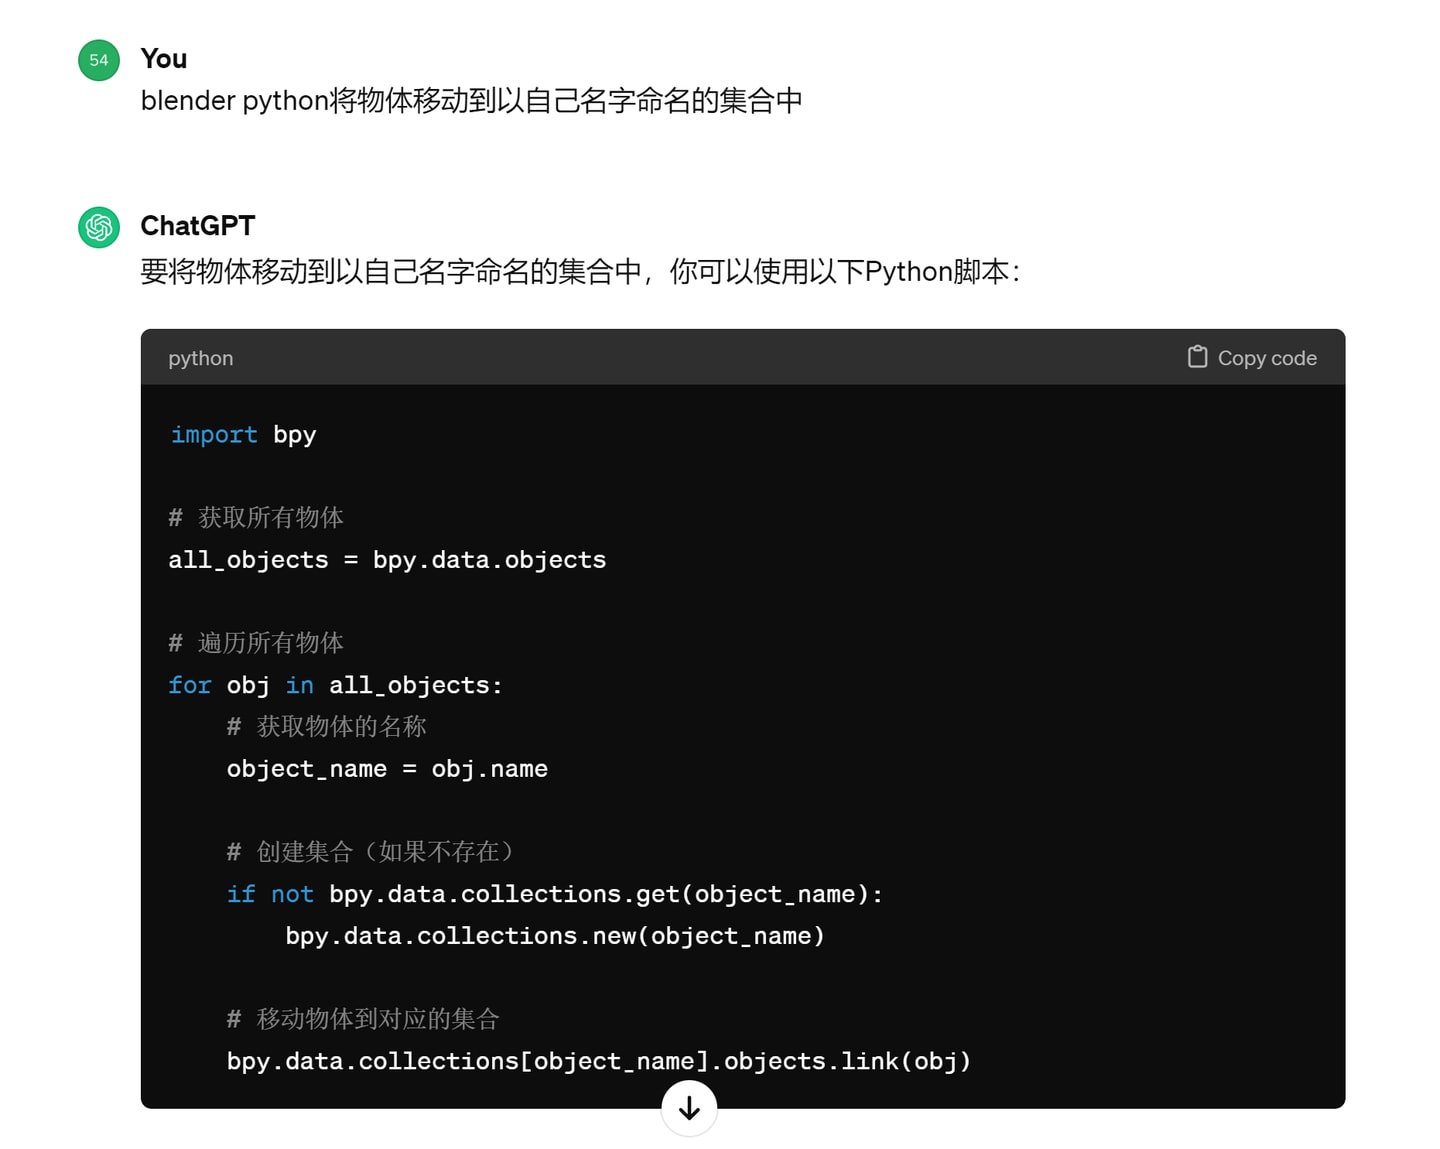 54
You
blender python将物体移动到以自己名字命名的集合中
ChatGPT
要将物体移动到以自己名字命名的集合中，你可以使用以下Python脚本：
python
Copy code
import bpy
# 获取所有物体
all_objects = bpy.data.objects
# 遍历所有物体
for obj in all_objects:
    # 获取物体的名称
    object_name = obj.name
    # 创建集合（如果不存在）
    if not bpy.data.collections.get(object_name):
        bpy.data.collections.new(object_name)
    # 移动物体到对应的集合
    bpy.data.collections[object_name].objects.link(obj)